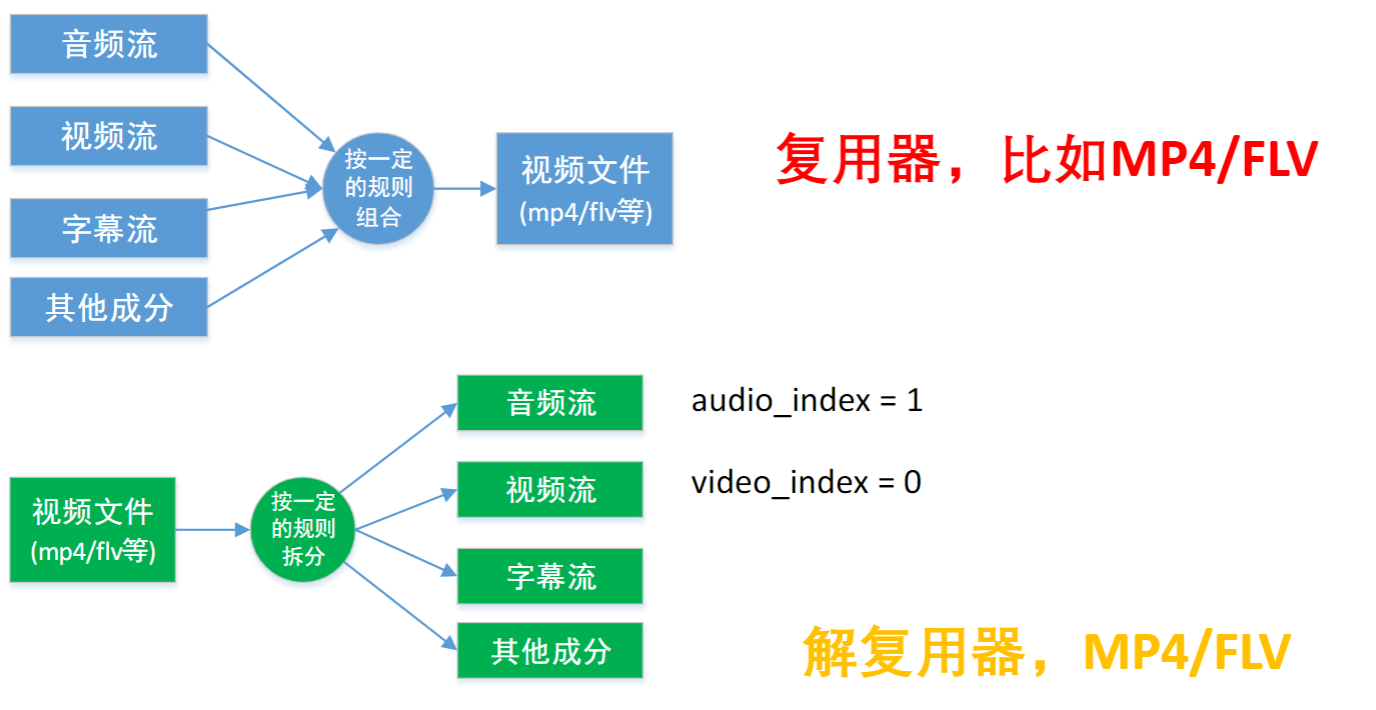 音频流
视频流
字幕流
其他成分
按一定
的规则
组合
视频文件
(mp4/flv等)
复用器，比如MP4/FLV
视频文件
(mp4/flv等)
按一定
的规则
拆分
音频流
audio_index = 1
视频流
video_index = 0
字幕流
其他成分
解复用器，MP4/FLV